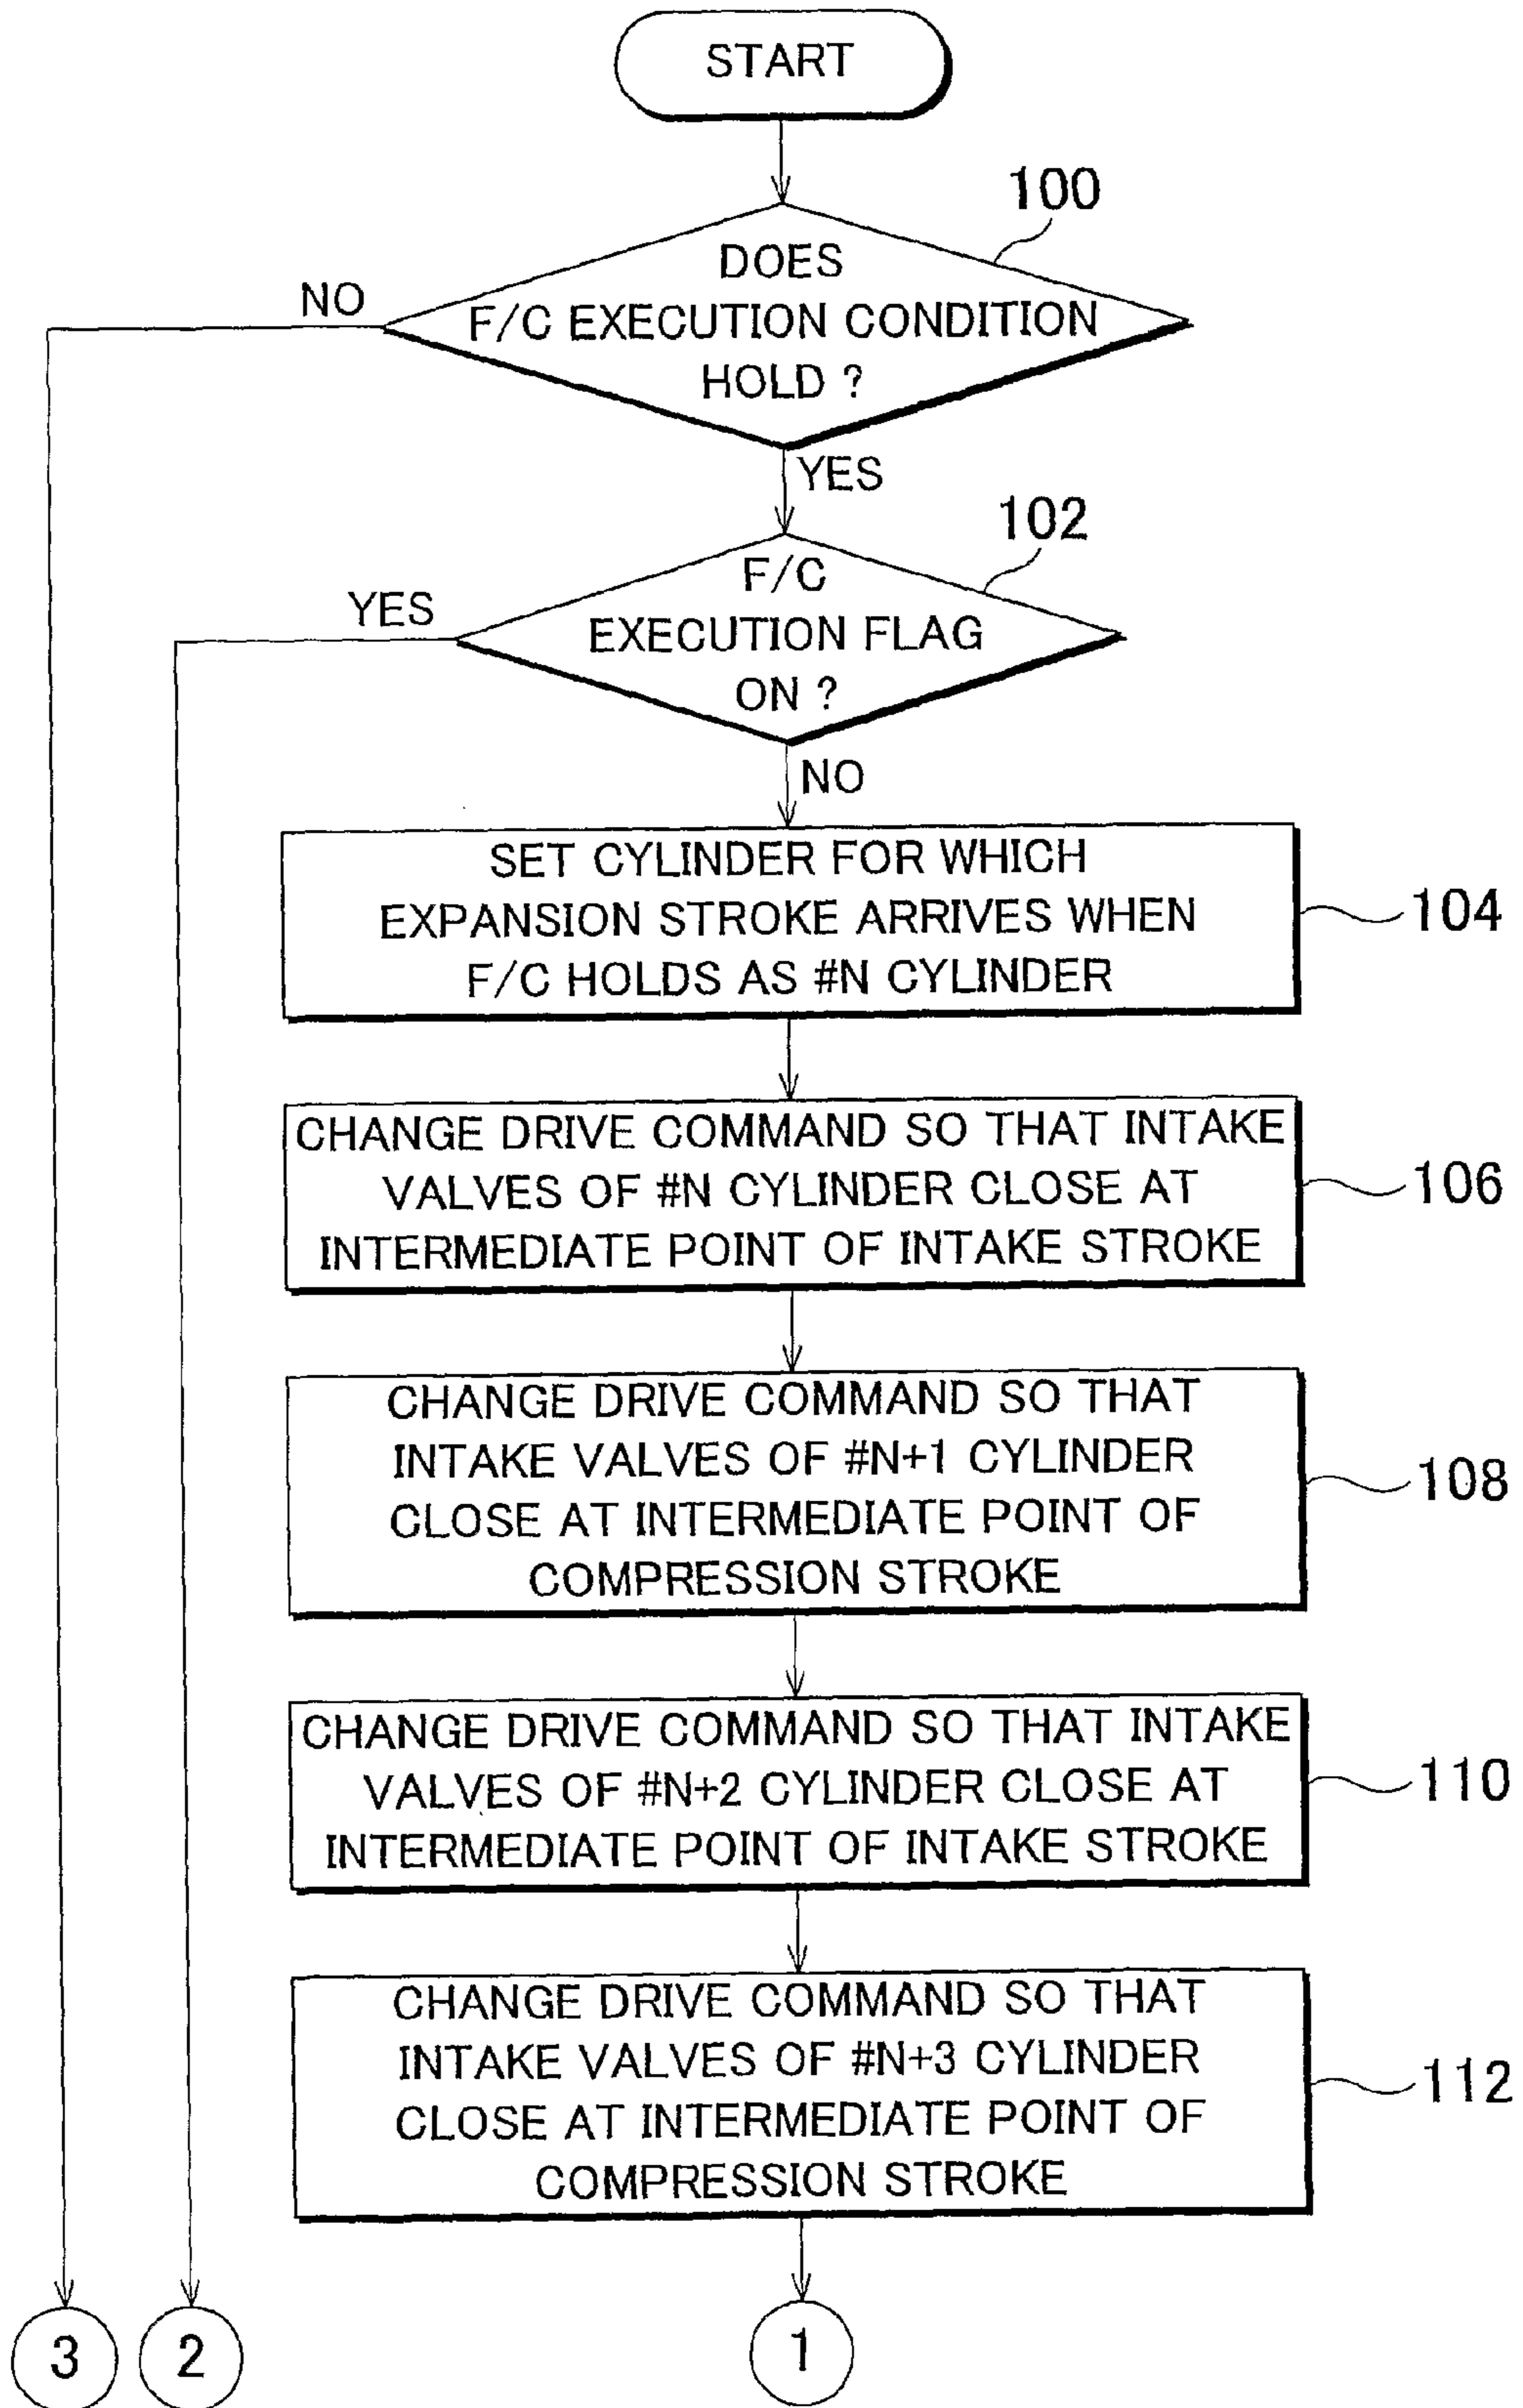 START
100
DOES
F/C EXECUTION CONDITION
HOLD ?
NO
YES
102
F/C
EXECUTION FLAG
ON ?
YES
NO
SET CYLINDER FOR WHICH
EXPANSION STROKE ARRIVES WHEN
F/C HOLDS AS #N CYLINDER
104
CHANGE DRIVE COMMAND SO THAT INTAKE
VALVES OF #N CYLINDER CLOSE AT
INTERMEDIATE POINT OF INTAKE STROKE
106
CHANGE DRIVE COMMAND SO THAT
INTAKE VALVES OF #N+1 CYLINDER
CLOSE AT INTERMEDIATE POINT OF
COMPRESSION STROKE
108
CHANGE DRIVE COMMAND SO THAT INTAKE
VALVES OF #N+2 CYLINDER CLOSE AT
INTERMEDIATE POINT OF INTAKE STROKE
110
CHANGE DRIVE COMMAND SO THAT
INTAKE VALVES OF #N+3 CYLINDER
CLOSE AT INTERMEDIATE POINT OF
COMPRESSION STROKE
112
3
2
1